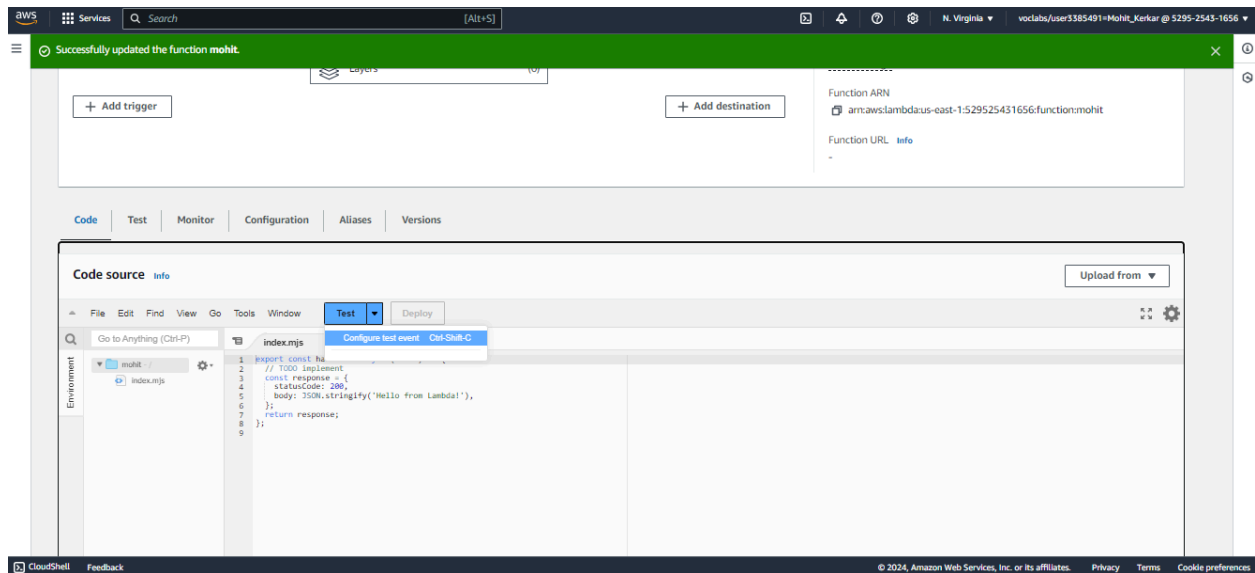 aws Services Search [Alt+S] N. Virginia ▼ voclabs/user3385491=Mohit_Kerkar @ 5295-2543-1656 ▼
Successfully updated the function mohit.
Layers (0)
+ Add trigger
+ Add destination
Function ARN
arn:aws:lambda:us-east-1:529525431656:function:mohit
Function URL Info
-
Code Test Monitor Configuration Aliases Versions
Code source Info
Upload from ▼
File Edit Find View Go Tools Window Test Deploy
Go to Anything (Ctrl-P)
index.mjs
Configure test event Ctrl-Shift-C
Environment
mohit - /
index.mjs
1 export const ha
2 // TODO implement
3 const response = {
4 statusCode: 200,
5 body: JSON.stringify('Hello from Lambda!'),
6 };
7 return response;
8 };
9
CloudShell Feedback © 2024, Amazon Web Services, Inc. or its affiliates. Privacy Terms Cookie preferences